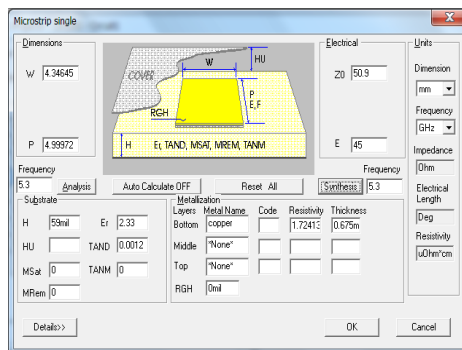 Microstrip single
Dimensions
W 4.34645
P 4.99972
COVER
W
HU
P
E,F
RGH
H Er, TAND, MSAT, MREM, TANM
Electrical
Z0 50.9
E 45
Units
Dimension
mm
Frequency
GHz
Impedance
Ohm
Electrical
Length
Deg
Resistivity
uOhm*cm
Frequency
5.3 Analysis Auto Calculate OFF Reset All Synthesis
Frequency
5.3
Substrate
H 59mil Er 2.33
HU TAND 0.0012
MSat 0 TANM 0
MRem 0
Metallization
Layers Metal Name Code Resistivity Thickness
Bottom copper 1.72413 0.675m
Middle *None*
Top *None*
RGH 0mil
Details>> OK Cancel